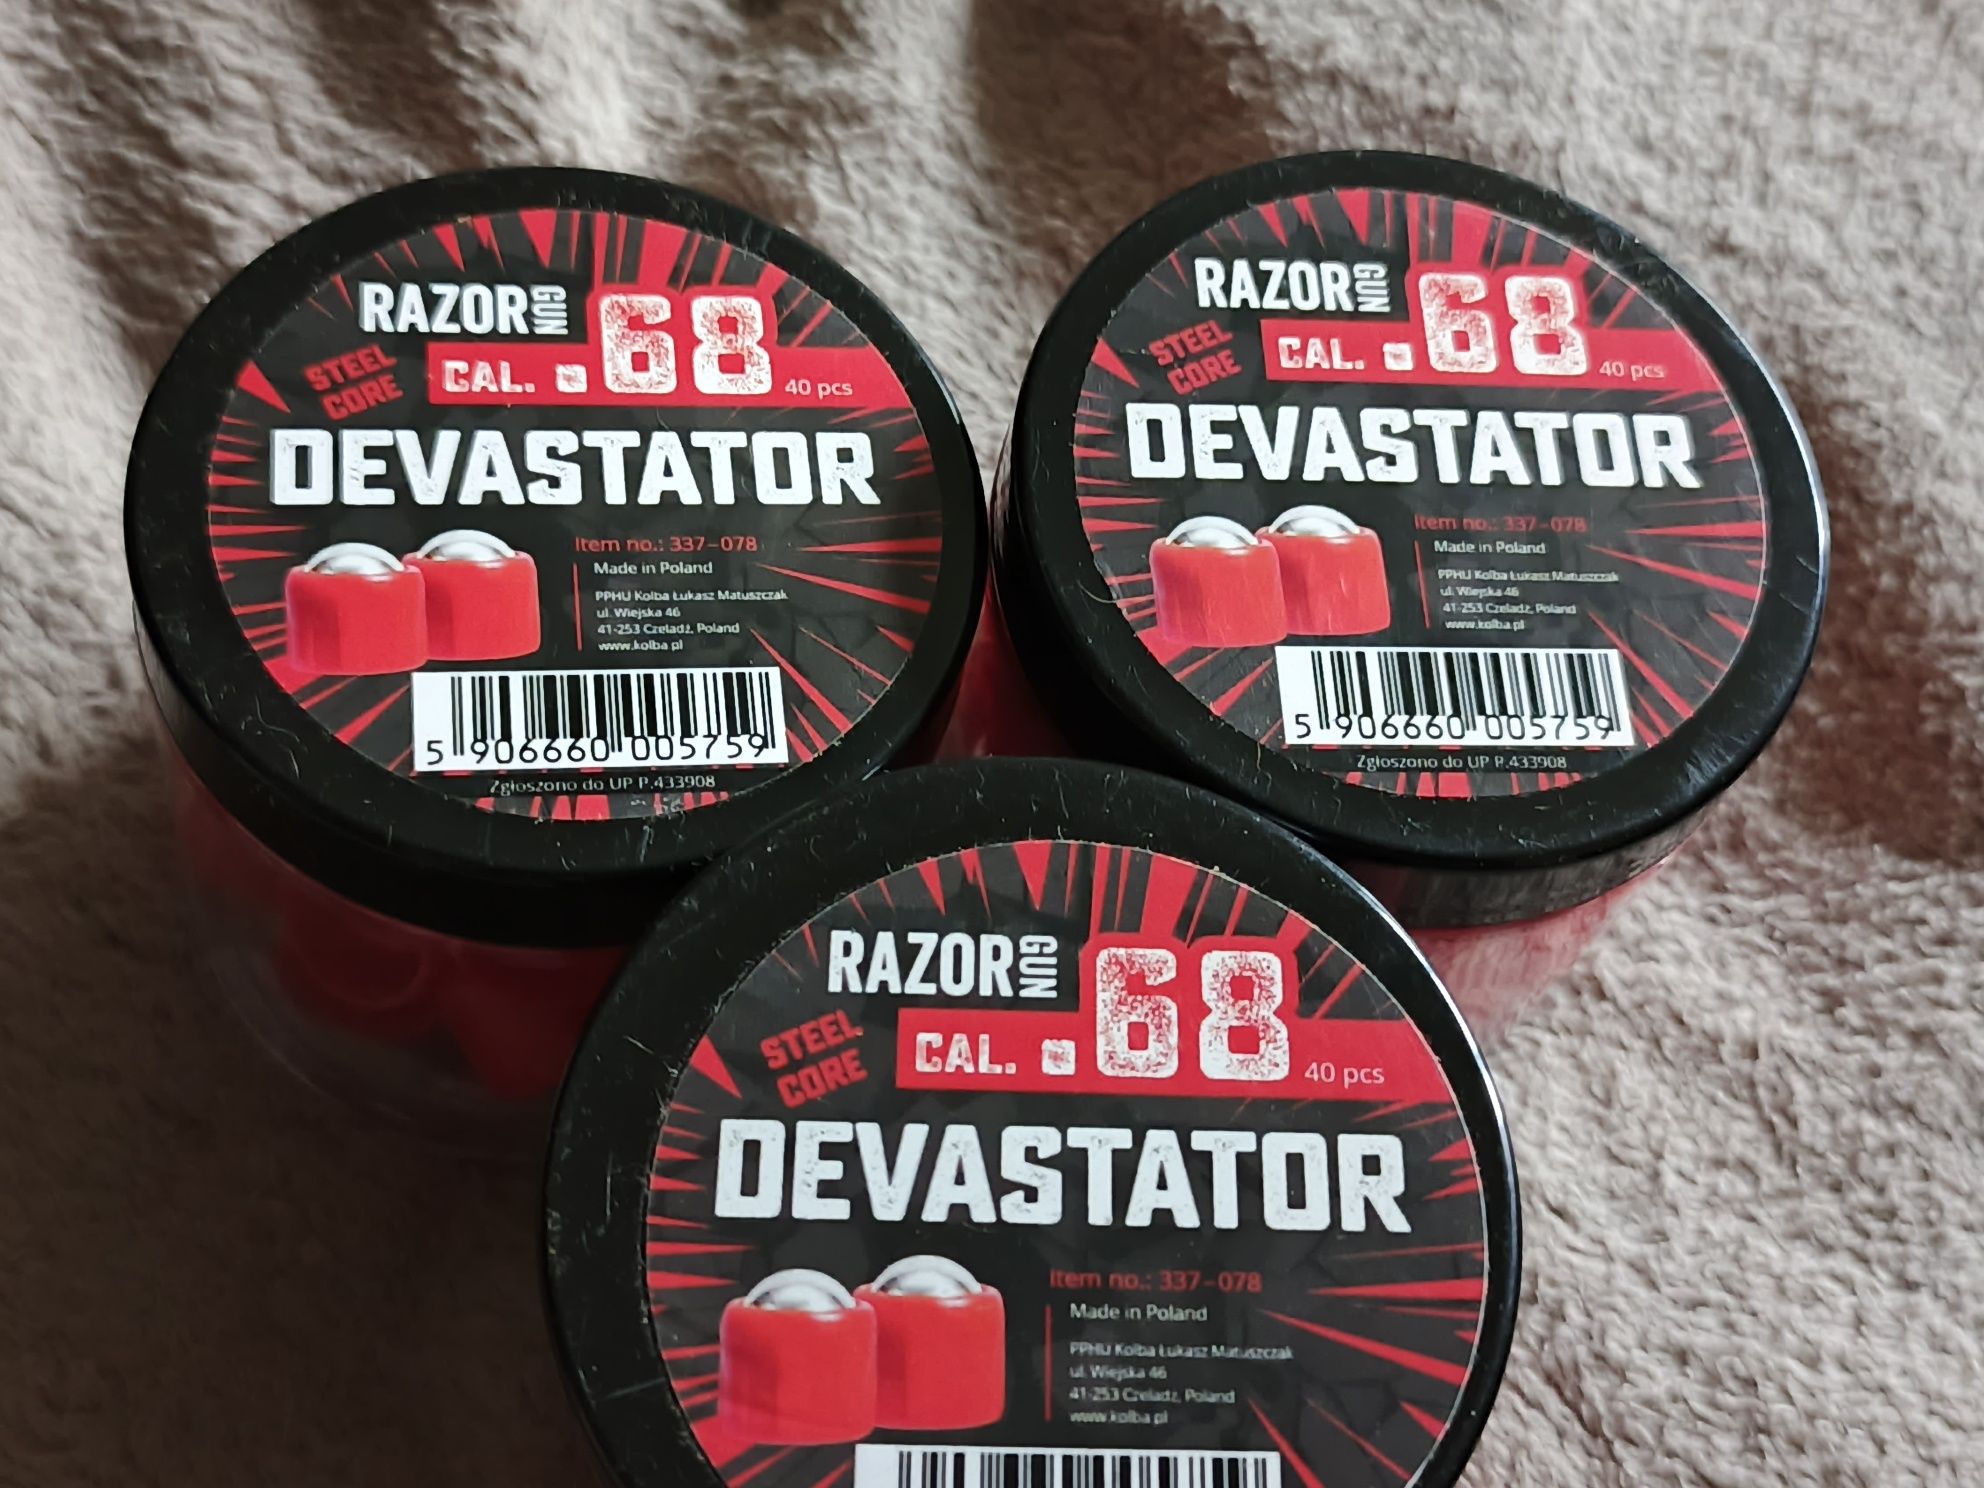 RAZOR GUN
STEEL CORE
CAL. .68
40 pcs
DEVASTATOR
Item no.: 337-078
Made in Poland
PPHU Kolba Łukasz Matuszczak
ul. Wiejska 46
41-253 Czeladź, Poland
www.kolba.pl
5 906660 005759
Zgłoszono do UP P.433908
RAZOR GUN
STEEL CORE
CAL. .68
40 pcs
DEVASTATOR
Item no.: 337-078
Made in Poland
PPHU Kolba Łukasz Matuszczak
ul. Wiejska 46
41-253 Czeladź, Poland
www.kolba.pl
5 906660 005759
Zgłoszono do UP P.433908
RAZOR GUN
STEEL CORE
CAL. .68
40 pcs
DEVASTATOR
Item no.: 337-078
Made in Poland
PPHU Kolba Łukasz Matuszczak
ul. Wiejska 46
41-253 Czeladź, Poland
www.kolba.pl